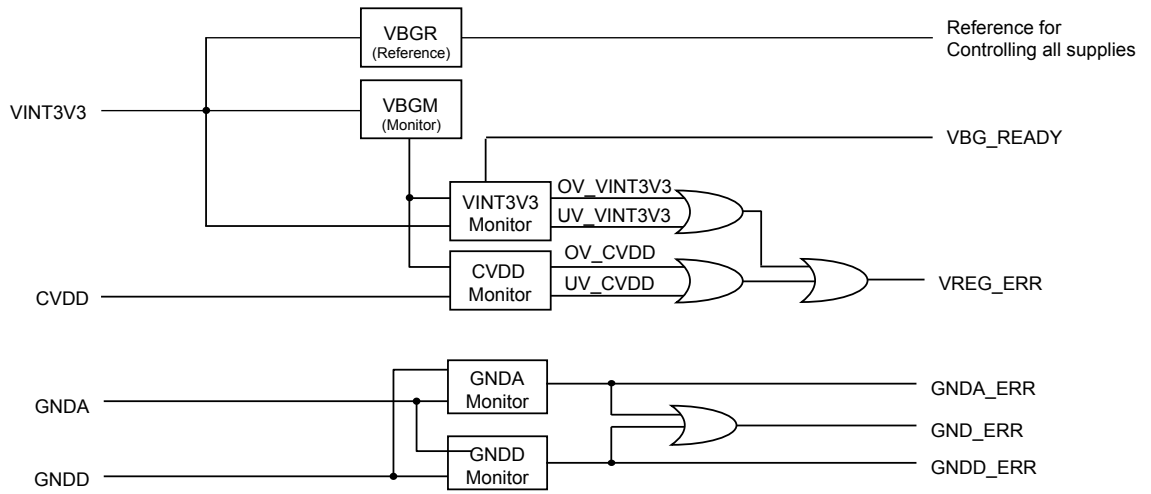 VBGR
(Reference)
Reference for
Controlling all supplies
VINT3V3
VBGM
(Monitor)
VBG_READY
VINT3V3
Monitor
OV_VINT3V3
UV_VINT3V3
CVDD
Monitor
OV_CVDD
UV_CVDD
VREG_ERR
CVDD
GNDA
GNDA
Monitor
GNDA_ERR
GND_ERR
GNDD
GNDD
Monitor
GNDD_ERR